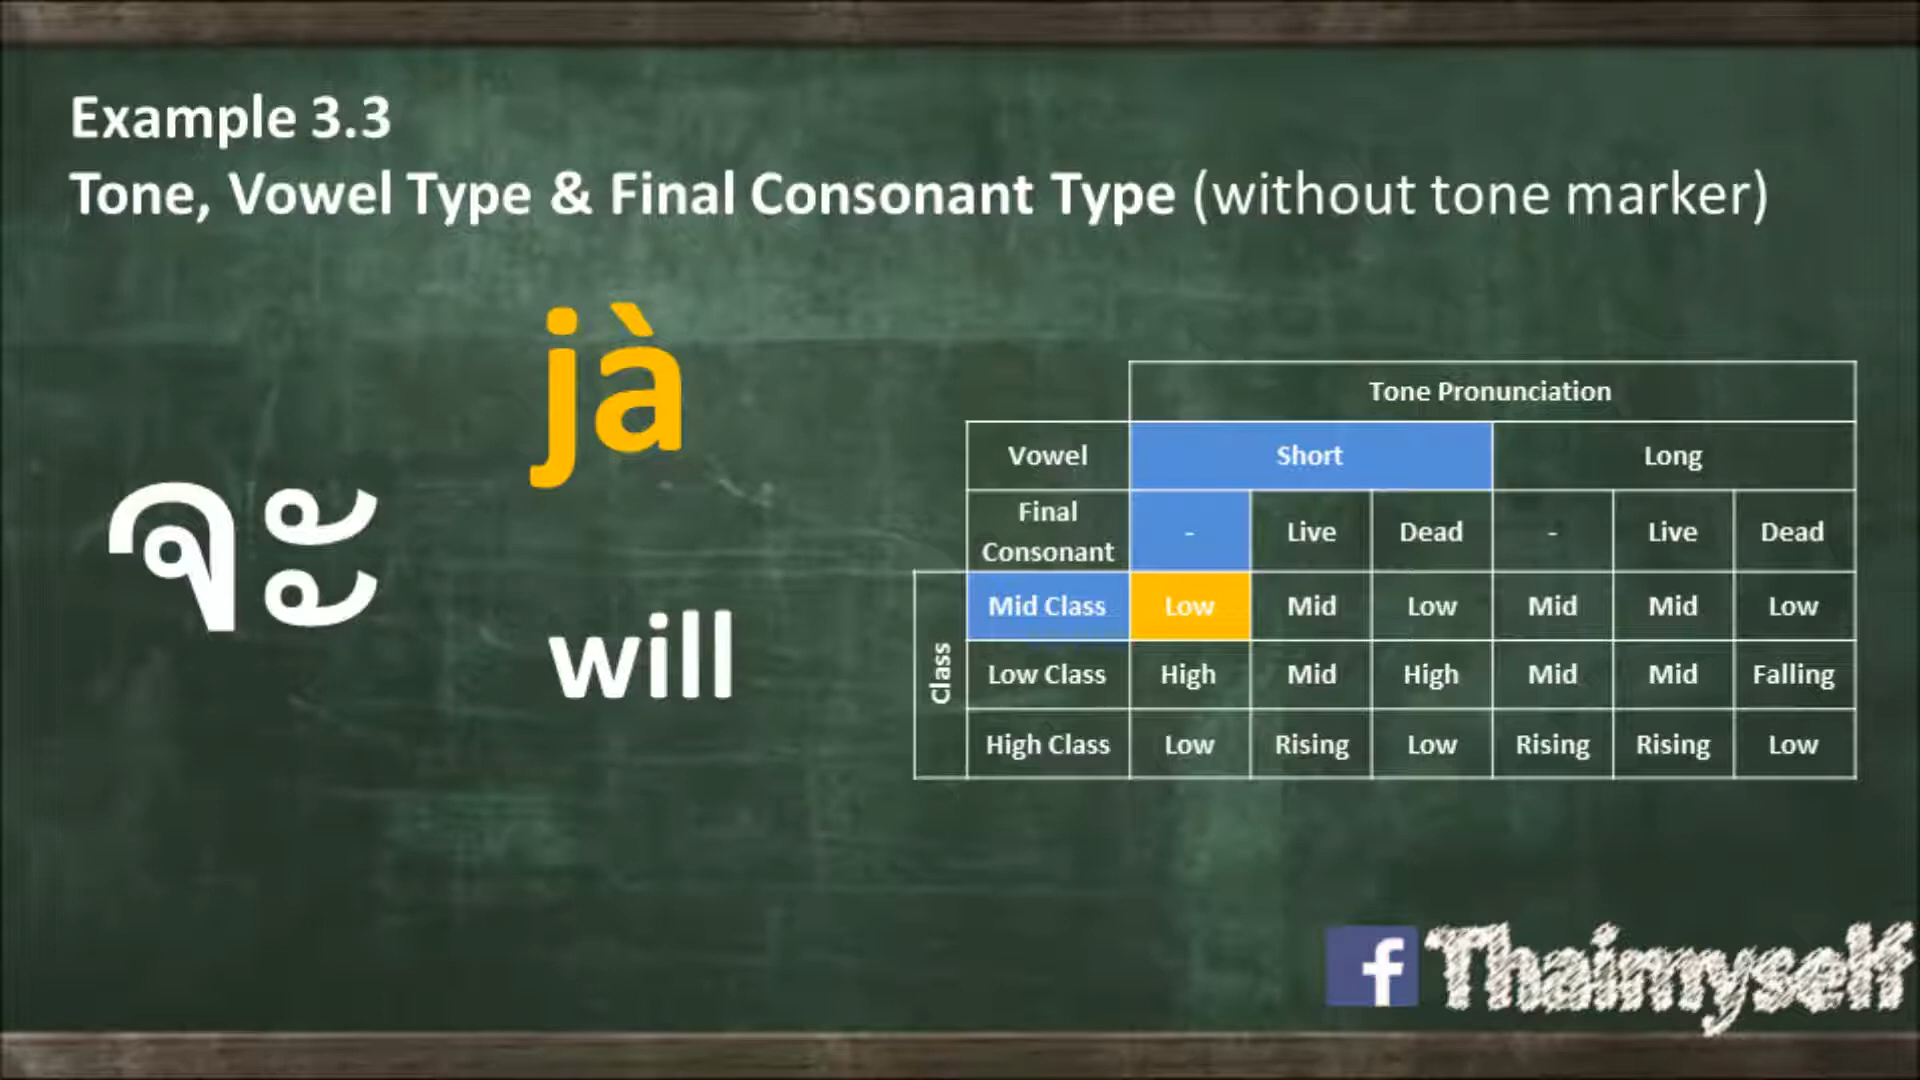 Example 3.3
Tone, Vowel Type & Final Consonant Type (without tone marker)
จะ
jà
will
Tone Pronunciation
Vowel Short Long
Final Consonant - Live Dead - Live Dead
Class
Mid Class Low Mid Low Mid Mid Low
Low Class High Mid High Mid Mid Falling
High Class Low Rising Low Rising Rising Low
f Thaimyself